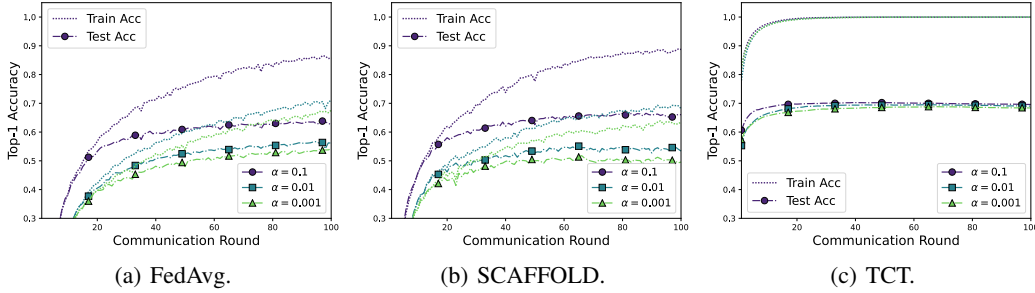 1.0
0.9
0.8
0.7
0.6
0.5
0.4
0.3
Top-1 Accuracy
Train Acc
Test Acc
α = 0.1
α = 0.01
α = 0.001
20 40 60 80 100
Communication Round
(a) FedAvg.
1.0
0.9
0.8
0.7
0.6
0.5
0.4
0.3
Top-1 Accuracy
Train Acc
Test Acc
α = 0.1
α = 0.01
α = 0.001
20 40 60 80 100
Communication Round
(b) SCAFFOLD.
1.0
0.9
0.8
0.7
0.6
0.5
0.4
0.3
Top-1 Accuracy
Train Acc
Test Acc
α = 0.1
α = 0.01
α = 0.001
20 40 60 80 100
Communication Round
(c) TCT.